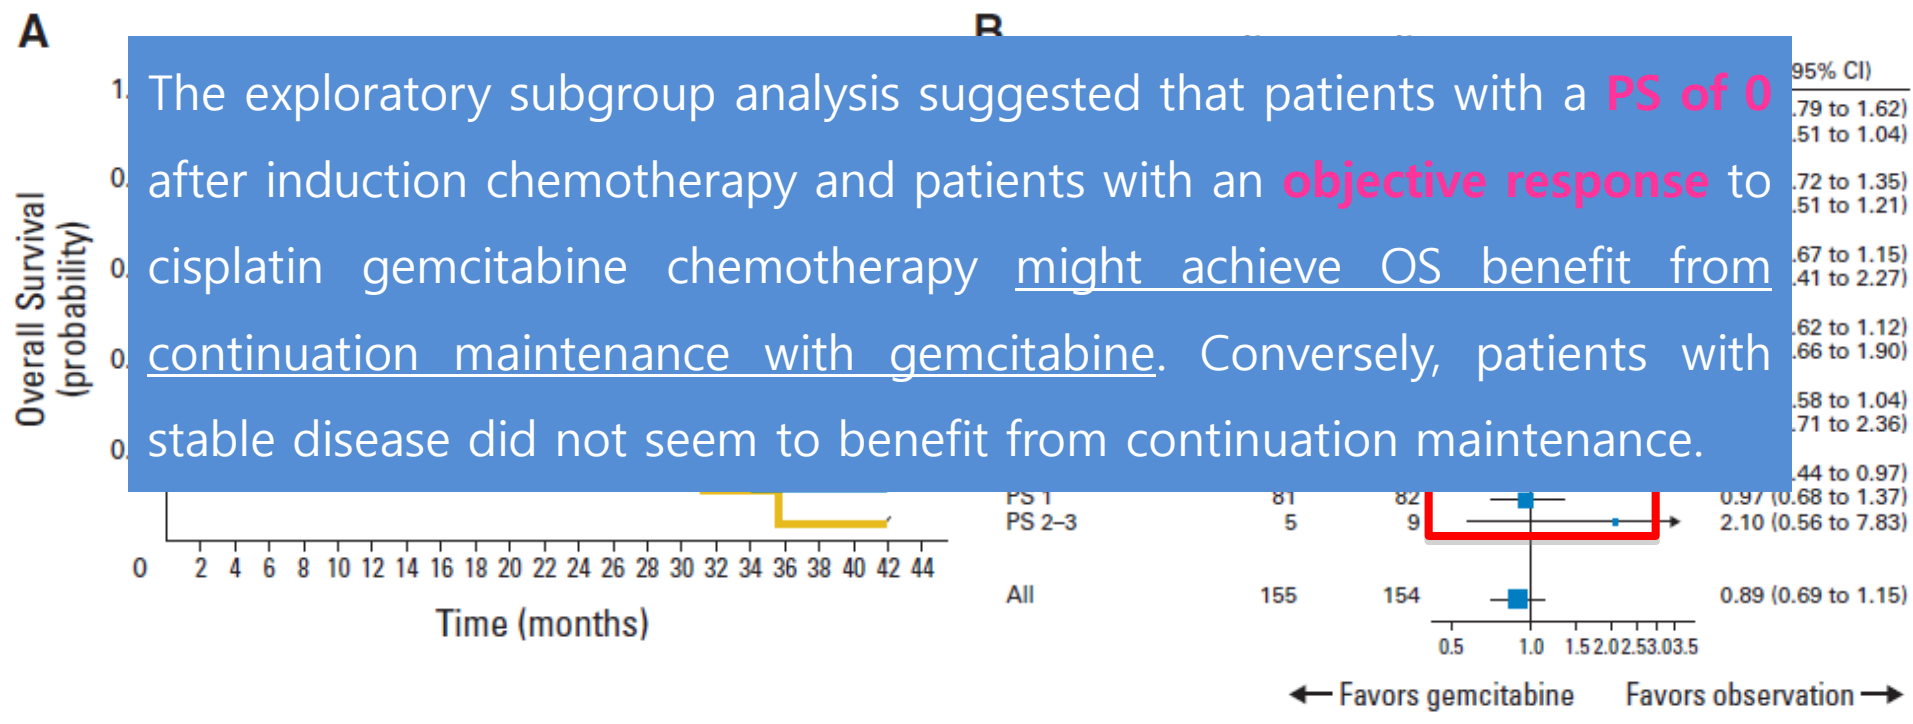 A
B
95% CI)
The exploratory subgroup analysis suggested that patients with a PS of 0
after induction chemotherapy and patients with an objective response to
cisplatin gemcitabine chemotherapy might achieve OS benefit from
continuation maintenance with gemcitabine. Conversely, patients with
stable disease did not seem to benefit from continuation maintenance.
Overall Survival
(probability)
1.
0.
0.
0.
0.
0 2 4 6 8 10 12 14 16 18 20 22 24 26 28 30 32 34 36 38 40 42 44
Time (months)
.79 to 1.62)
.51 to 1.04)
.72 to 1.35)
.51 to 1.21)
.67 to 1.15)
.41 to 2.27)
.62 to 1.12)
.66 to 1.90)
.58 to 1.04)
.71 to 2.36)
.44 to 0.97)
PS 1 81 82 0.97 (0.68 to 1.37)
PS 2–3 5 9 2.10 (0.56 to 7.83)
All 155 154 0.89 (0.69 to 1.15)
0.5 1.0 1.5 2.0 2.5 3.0 3.5
Favors gemcitabine Favors observation